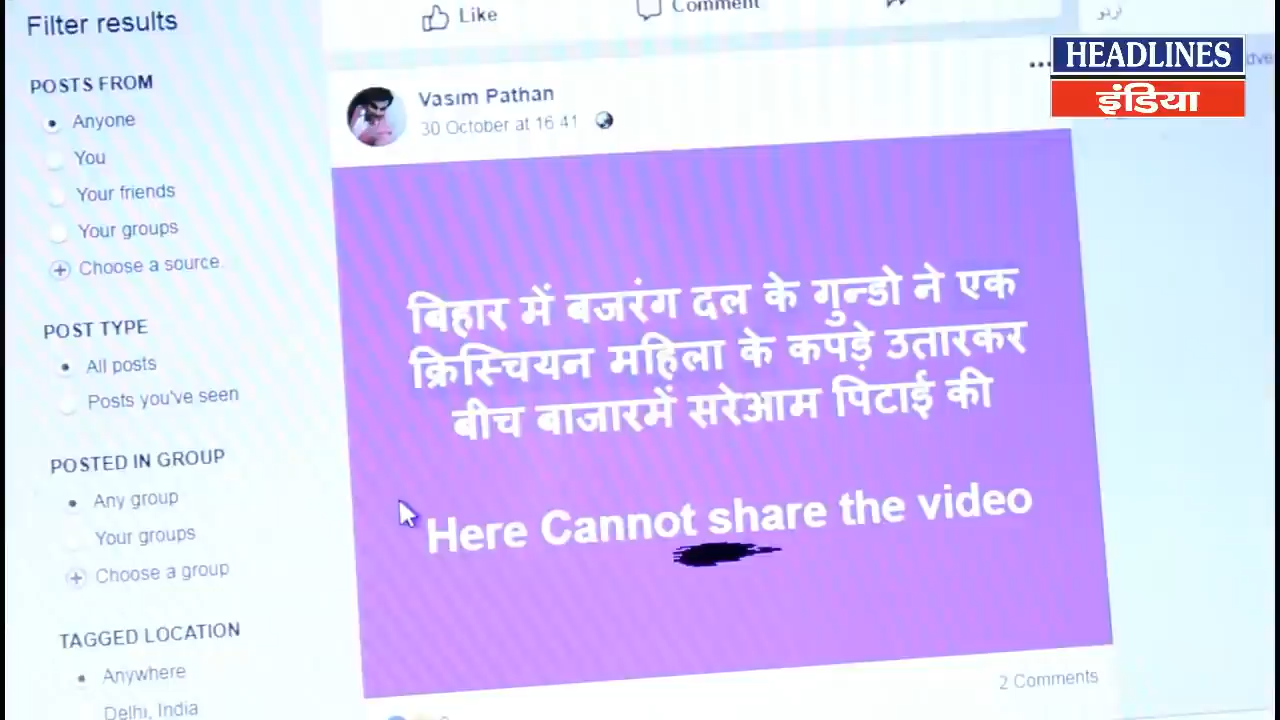 Filter results
POSTS FROM
Anyone
You
Your friends
Your groups
Choose a source
POST TYPE
All posts
Posts you've seen
POSTED IN GROUP
Any group
Your groups
Choose a group
TAGGED LOCATION
Anywhere
Delhi, India
Like
Comment
Vasim Pathan
30 October at 16:41
बिहार में बजरंग दल के गुन्डो ने एक
क्रिस्चियन महिला के कपड़े उतारकर
बीच बाजारमें सरेआम पिटाई की
Here Cannot share the video
2 Comments
اردو
HEADLINES
इंडिया